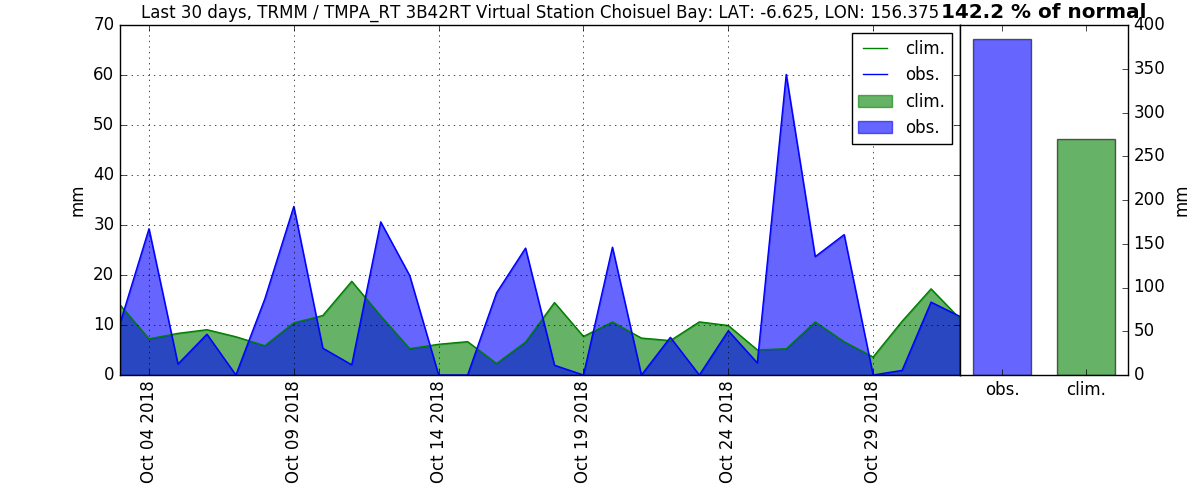 Last 30 days, TRMM / TMPA_RT 3B42RT Virtual Station Choisuel Bay: LAT: -6.625, LON: 156.375
142.2 % of normal
70
60
50
40
30
20
10
0
mm
clim.
obs.
clim.
obs.
Oct 04 2018
Oct 09 2018
Oct 14 2018
Oct 19 2018
Oct 24 2018
Oct 29 2018
400
350
300
250
200
150
100
50
0
mm
obs.
clim.